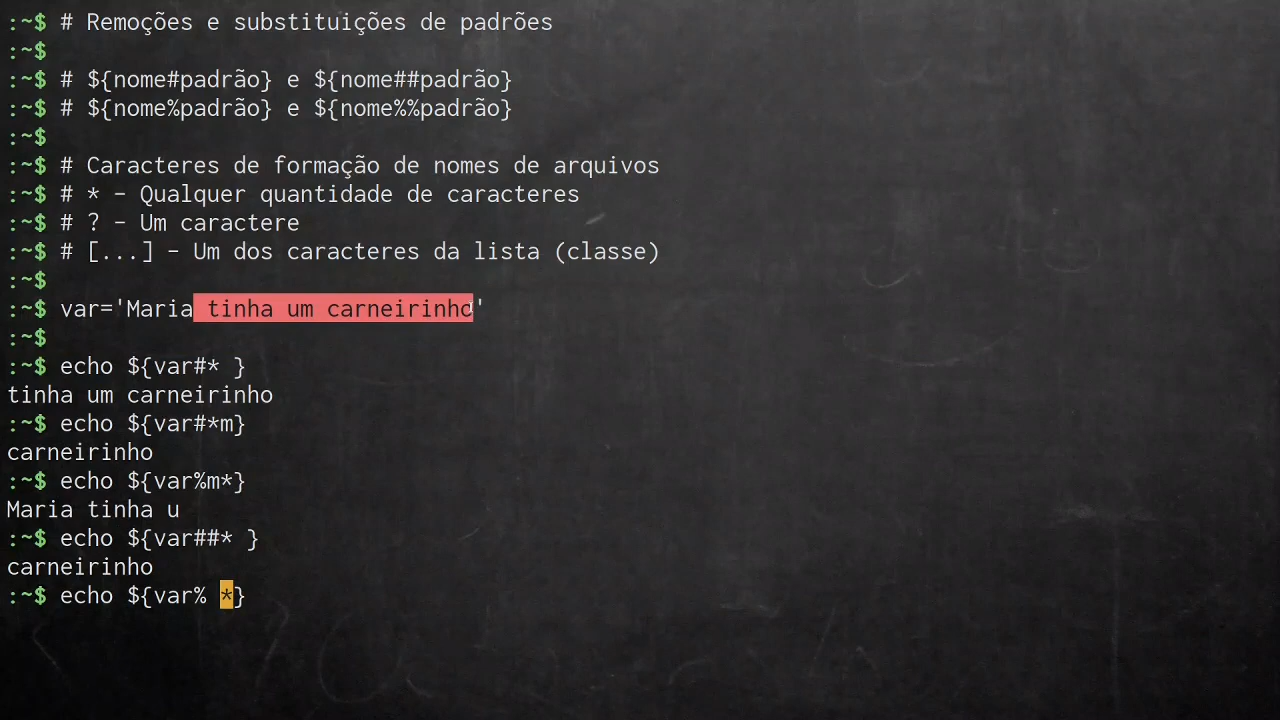 :~$ # Remoções e substituições de padrões
:~$
:~$ # ${nome#padrão} e ${nome##padrão}
:~$ # ${nome%padrão} e ${nome%%padrão}
:~$
:~$ # Caracteres de formação de nomes de arquivos
:~$ # * - Qualquer quantidade de caracteres
:~$ # ? - Um caractere
:~$ # [...] - Um dos caracteres da lista (classe)
:~$
:~$ var='Maria tinha um carneirinho'
:~$
:~$ echo ${var#* }
tinha um carneirinho
:~$ echo ${var#*m}
carneirinho
:~$ echo ${var%m*}
Maria tinha u
:~$ echo ${var##* }
carneirinho
:~$ echo ${var% *}